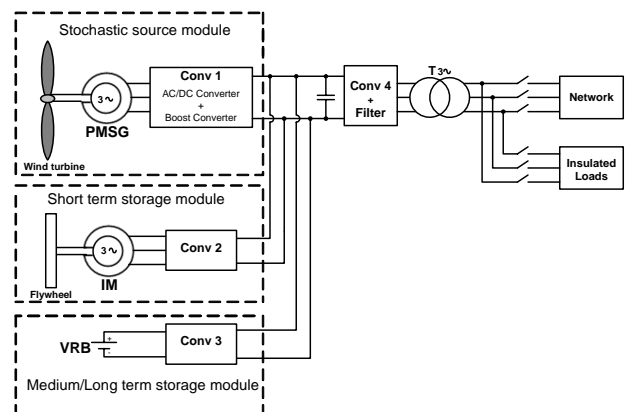 Stochastic source module
Conv 1
AC/DC Converter
+
Boost Converter
3~
PMSG
Wind turbine
Conv 4
+
Filter
T 3~
Network
Insulated
Loads
Short term storage module
3~
IM
Flywheel
Conv 2
VRB
+
-
Conv 3
Medium/Long term storage module